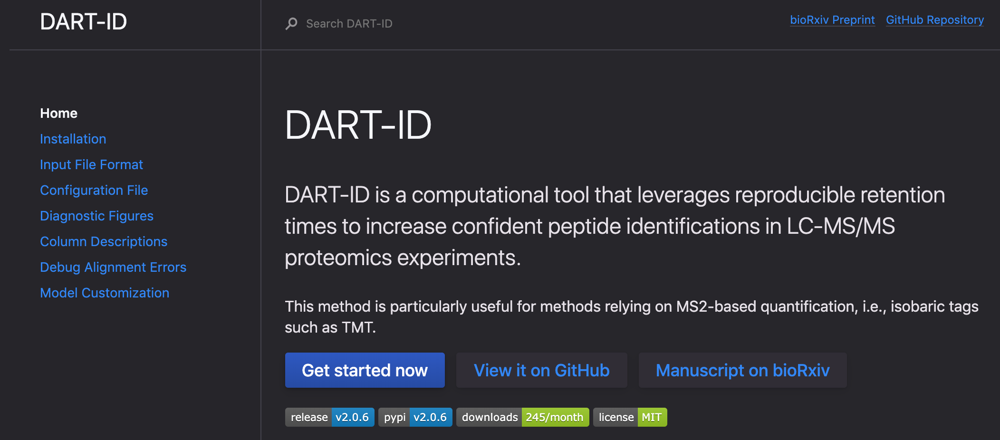 DART-ID
Search DART-ID
bioRxiv Preprint GitHub Repository
Home
Installation
Input File Format
Configuration File
Diagnostic Figures
Column Descriptions
Debug Alignment Errors
Model Customization
DART-ID
DART-ID is a computational tool that leverages reproducible retention
times to increase confident peptide identifications in LC-MS/MS
proteomics experiments.
This method is particularly useful for methods relying on MS2-based quantification, i.e., isobaric tags
such as TMT.
Get started now View it on GitHub Manuscript on bioRxiv
release v2.0.6 pypi v2.0.6 downloads 245/month license MIT